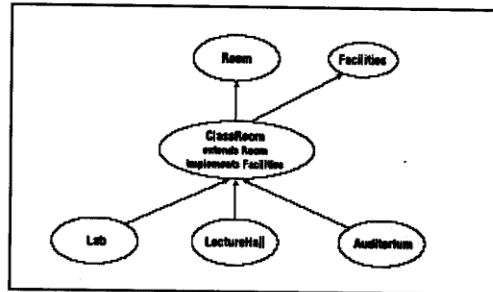 Room
Facilities
ClassRoom
extends Room
implements Facilities
Lab
LectureHall
Auditorium